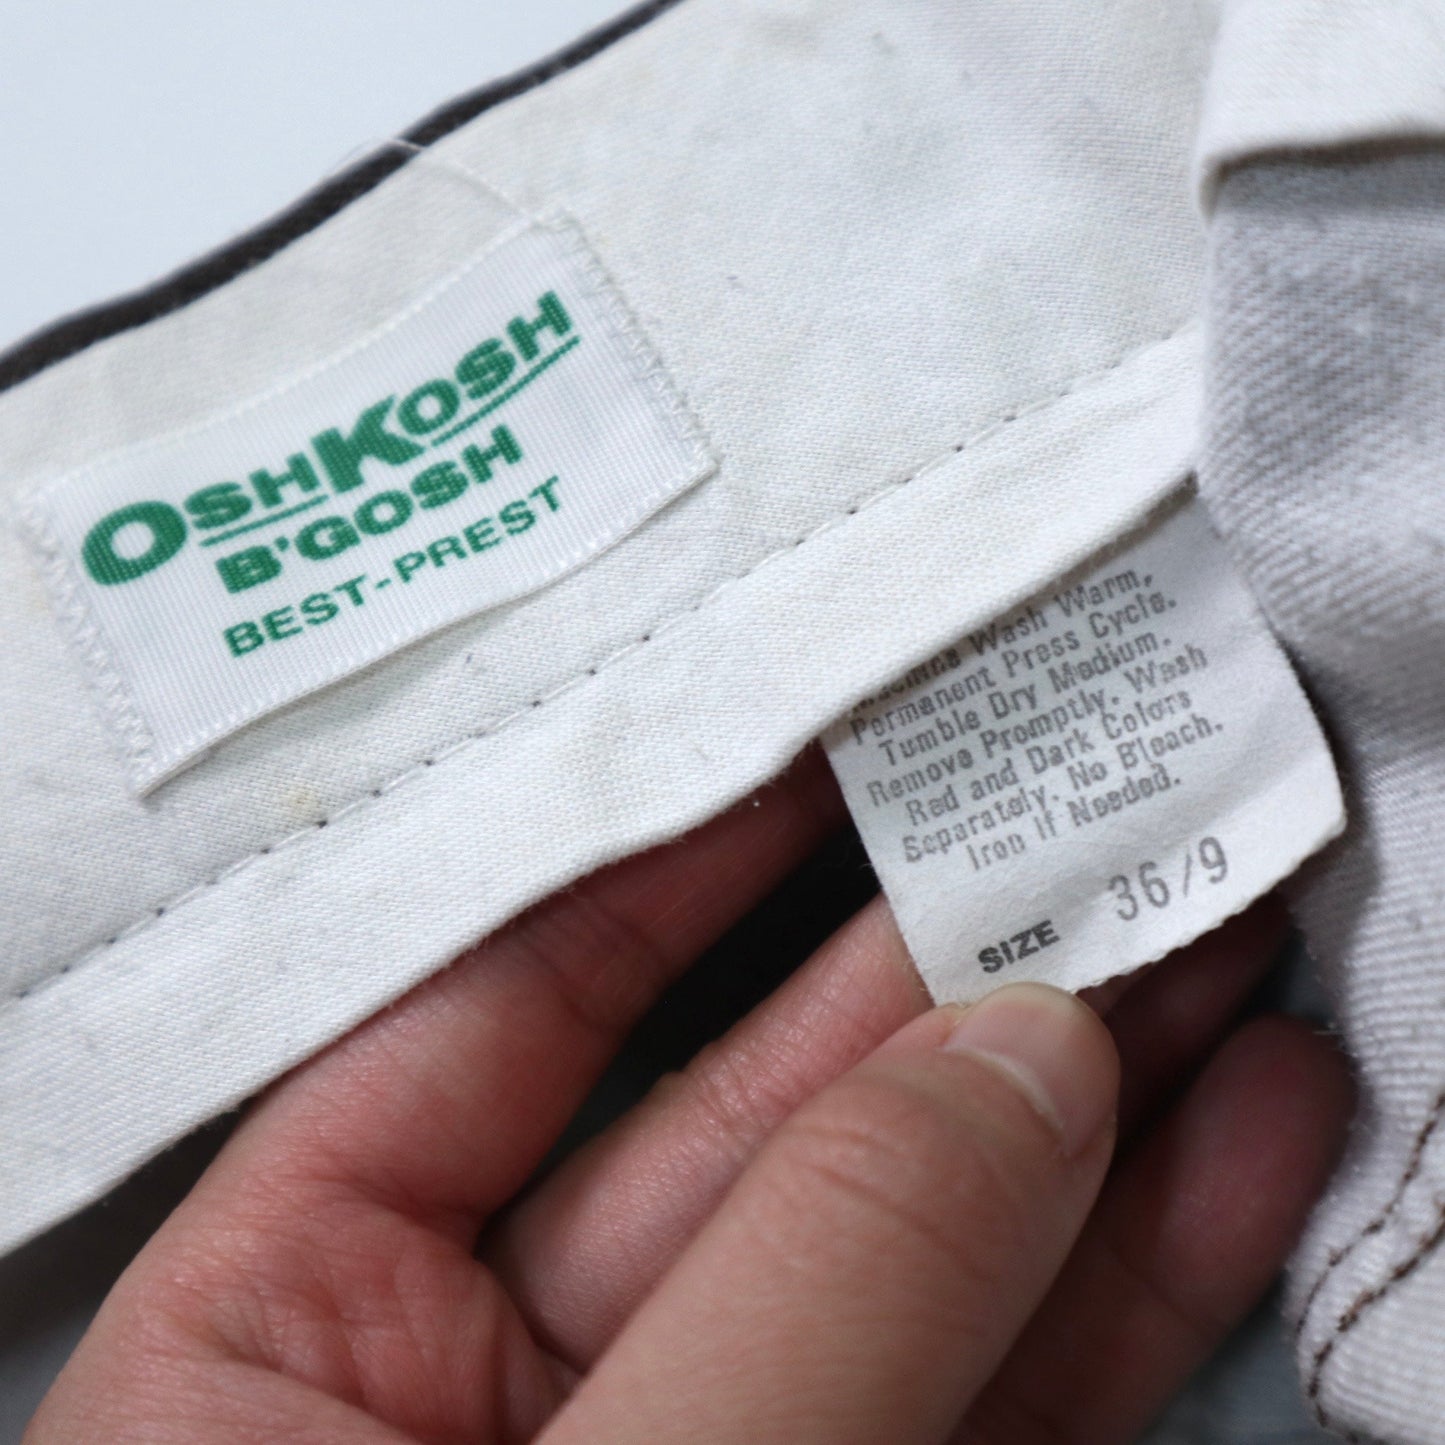 OSHKOSH
B'GOSH
BEST-PREST
Machine Wash Warm,
Permanent Press Cycle.
Tumble Dry Medium.
Remove Promptly. Wash
Red and Dark Colors
Separately. No Bleach.
Iron If Needed.
SIZE 36/9